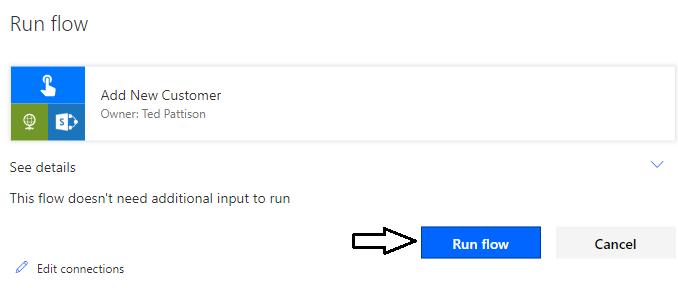 Run flow
Add New Customer
Owner: Ted Pattison
S
See details
This flow doesn't need additional input to run
Run flow
Cancel
Edit connections